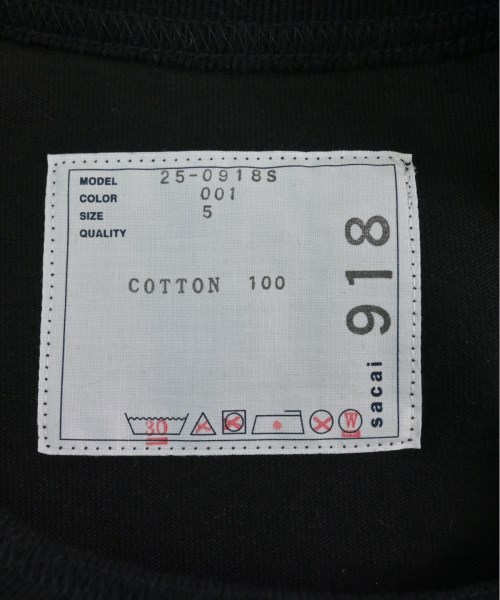 MODEL 25-0918S
COLOR 001
SIZE 5
QUALITY
COTTON 100
918
sacai
30
W